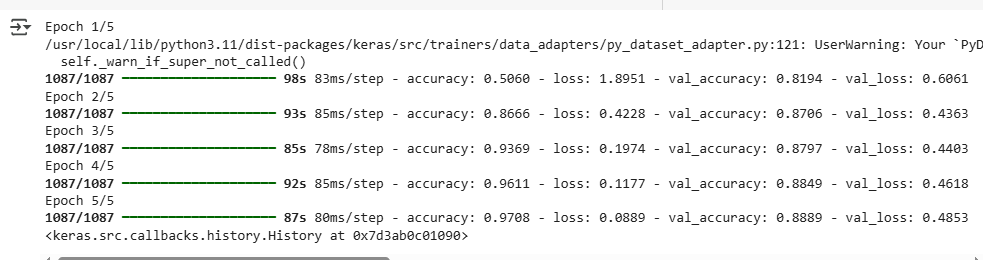 Epoch 1/5
/usr/local/lib/python3.11/dist-packages/keras/src/trainers/data_adapters/py_dataset_adapter.py:121: UserWarning: Your `PyD
self._warn_if_super_not_called()
1087/1087 ━━━━━━━━━━━━━━━━━━━━ 98s 83ms/step - accuracy: 0.5060 - loss: 1.8951 - val_accuracy: 0.8194 - val_loss: 0.6061
Epoch 2/5
1087/1087 ━━━━━━━━━━━━━━━━━━━━ 93s 85ms/step - accuracy: 0.8666 - loss: 0.4228 - val_accuracy: 0.8706 - val_loss: 0.4363
Epoch 3/5
1087/1087 ━━━━━━━━━━━━━━━━━━━━ 85s 78ms/step - accuracy: 0.9369 - loss: 0.1974 - val_accuracy: 0.8797 - val_loss: 0.4403
Epoch 4/5
1087/1087 ━━━━━━━━━━━━━━━━━━━━ 92s 85ms/step - accuracy: 0.9611 - loss: 0.1177 - val_accuracy: 0.8849 - val_loss: 0.4618
Epoch 5/5
1087/1087 ━━━━━━━━━━━━━━━━━━━━ 87s 80ms/step - accuracy: 0.9708 - loss: 0.0889 - val_accuracy: 0.8889 - val_loss: 0.4853
<keras.src.callbacks.history.History at 0x7d3ab0c01090>